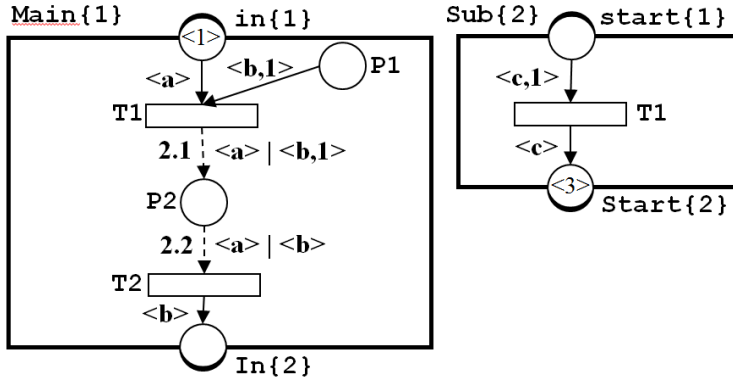 Main{1}
in{1}
<1>
<a>
<b,1>
P1
T1
2.1 <a> | <b,1>
P2
2.2 <a> | <b>
T2
<b>
In{2}
Sub{2}
start{1}
<c,1>
T1
<c>
<3>
Start{2}